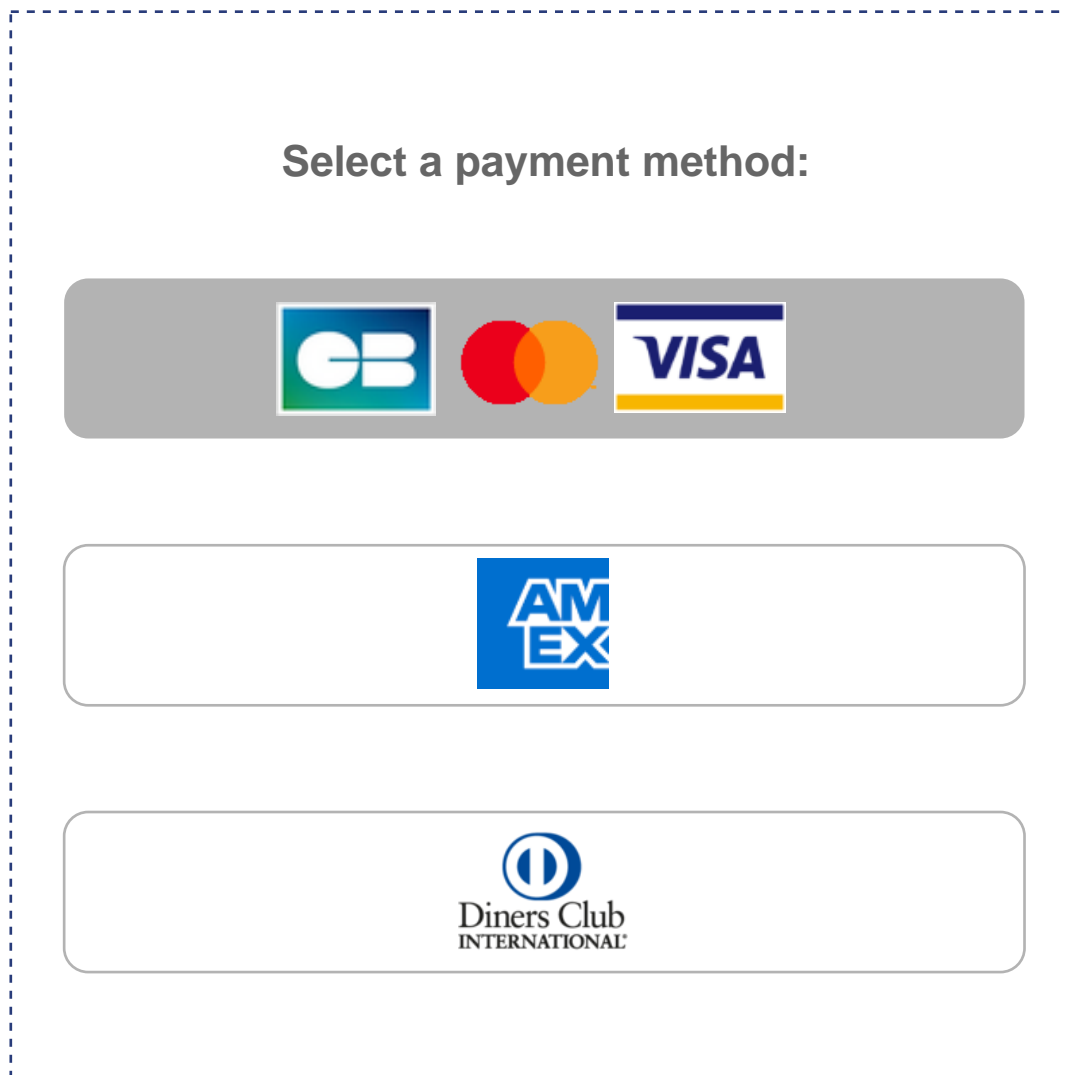 Select a payment method:
CB VISA
AM
EX
Diners Club
INTERNATIONAL®